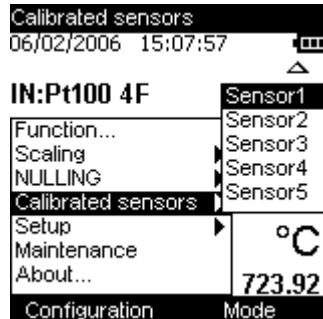 Calibrated sensors
06/02/2006 15:07:57
IN:Pt100 4F
Sensor1
Sensor2
Sensor3
Sensor4
Sensor5
Function...
Scaling
NULLING
Calibrated sensors
Setup
Maintenance
About...
°C
723.92
Configuration Mode